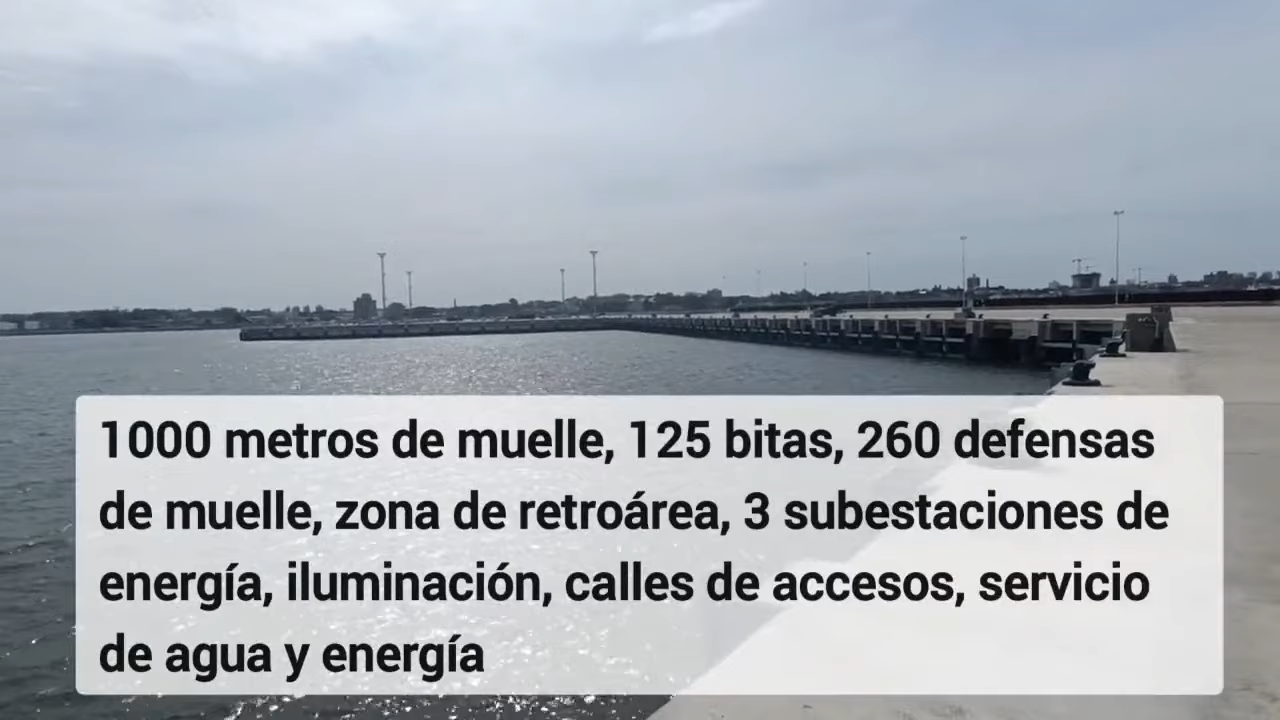 1000 metros de muelle, 125 bitas, 260 defensas
de muelle, zona de retroárea, 3 subestaciones de
energía, iluminación, calles de accesos, servicio
de agua y energía